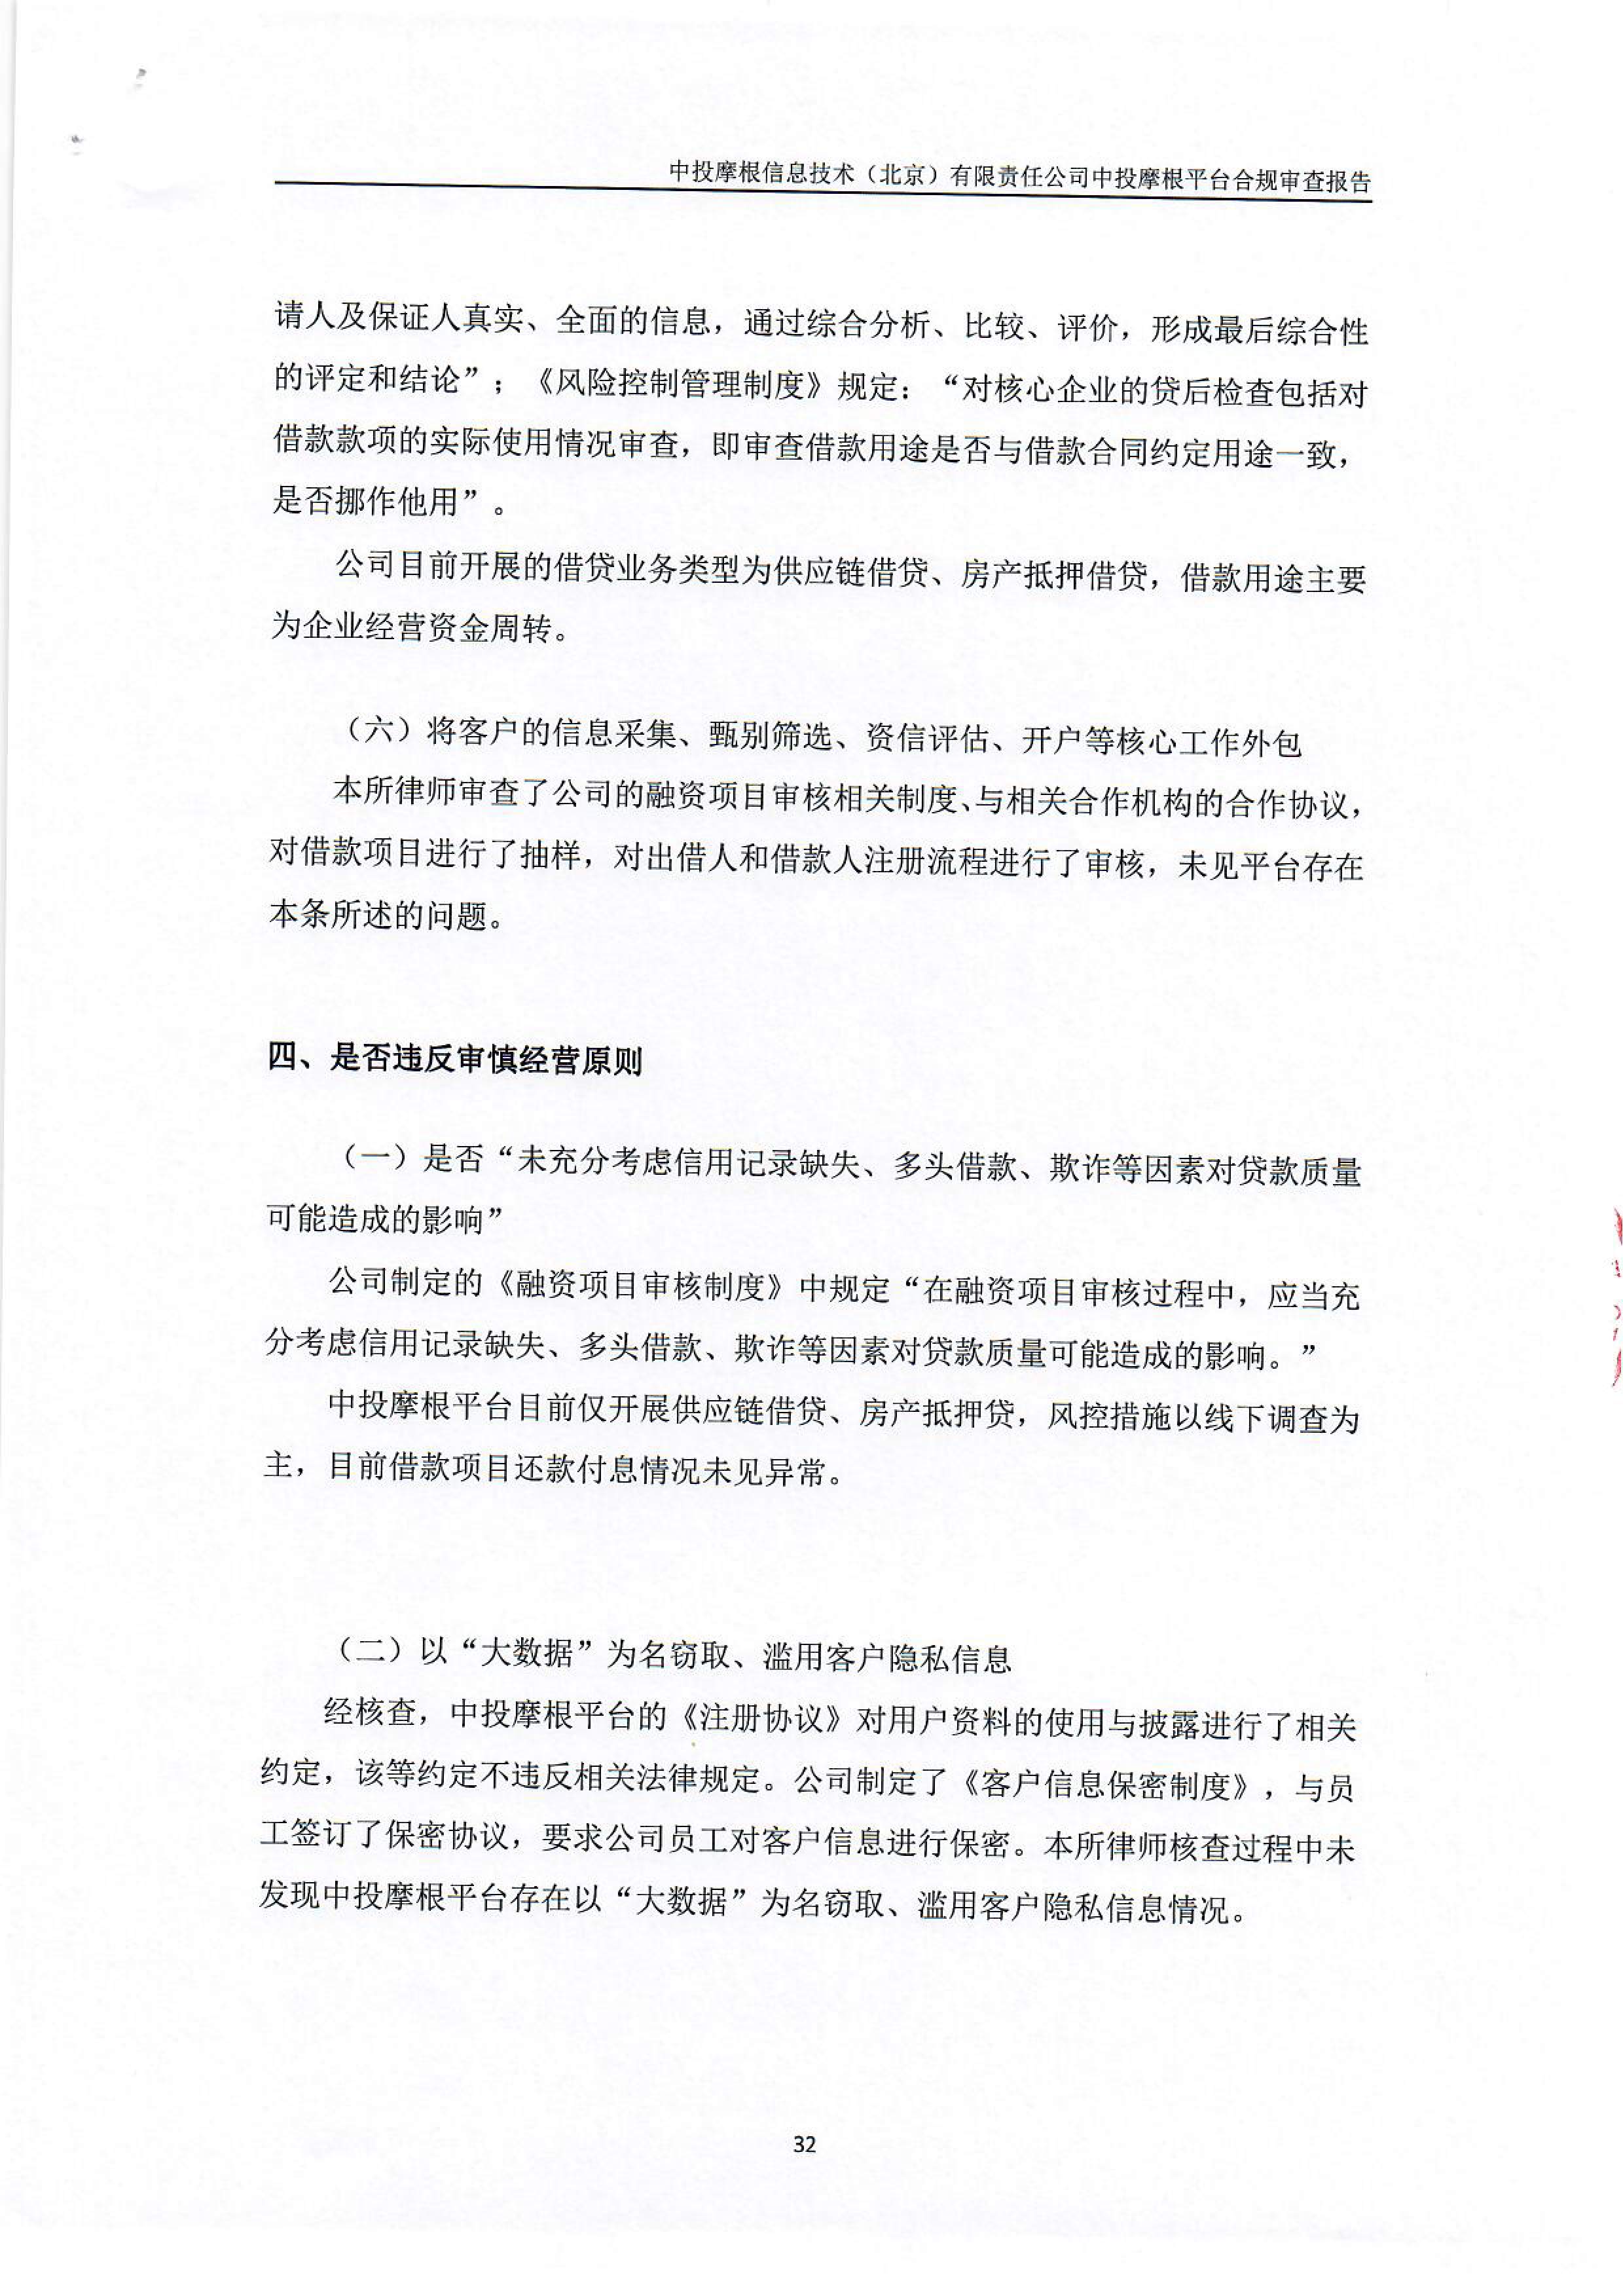 中投摩根信息技术（北京）有限责任公司中投摩根平台合规审查报告
请人及保证人真实、全面的信息，通过综合分析、比较、评价，形成最后综合性
的评定和结论”；《风险控制管理制度》规定：“对核心企业的贷后检查包括对
借款款项的实际使用情况审查，即审查借款用途是否与借款合同约定用途一致，
是否挪作他用”。
公司目前开展的借贷业务类型为供应链借贷、房产抵押借贷，借款用途主要
为企业经营资金周转。
（六）将客户的信息采集、甄别筛选、资信评估、开户等核心工作外包
本所律师审查了公司的融资项目审核相关制度、与相关合作机构的合作协议，
对借款项目进行了抽样，对出借人和借款人注册流程进行了审核，未见平台存在
本条所述的问题。
四、是否违反审慎经营原则
（一）是否“未充分考虑信用记录缺失、多头借款、欺诈等因素对贷款质量
可能造成的影响”
公司制定的《融资项目审核制度》中规定“在融资项目审核过程中，应当充
分考虑信用记录缺失、多头借款、欺诈等因素对贷款质量可能造成的影响。”
中投摩根平台目前仅开展供应链借贷、房产抵押贷，风控措施以线下调查为
主，目前借款项目还款付息情况未见异常。
（二）以“大数据”为名窃取、滥用客户隐私信息
经核查，中投摩根平台的《注册协议》对用户资料的使用与披露进行了相关
约定，该等约定不违反相关法律规定。公司制定了《客户信息保密制度》，与员
工签订了保密协议，要求公司员工对客户信息进行保密。本所律师核查过程中未
发现中投摩根平台存在以“大数据”为名窃取、滥用客户隐私信息情况。
32